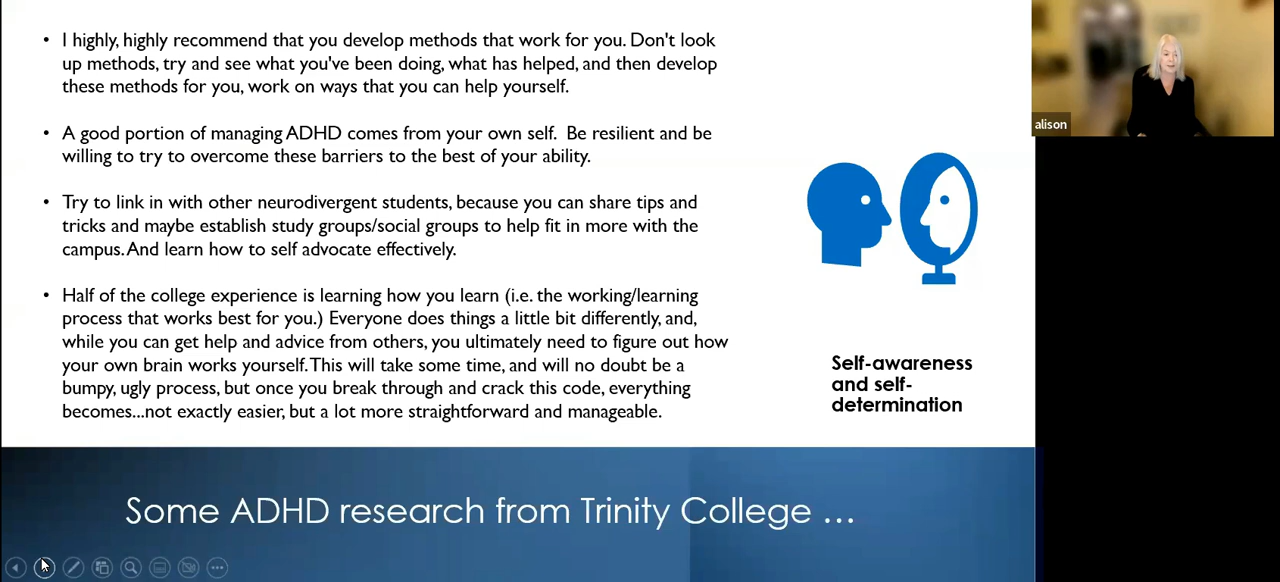 • I highly, highly recommend that you develop methods that work for you. Don't look
up methods, try and see what you've been doing, what has helped, and then develop
these methods for you, work on ways that you can help yourself.
• A good portion of managing ADHD comes from your own self.  Be resilient and be
willing to try to overcome these barriers to the best of your ability.
• Try to link in with other neurodivergent students, because you can share tips and
tricks and maybe establish study groups/social groups to help fit in more with the
campus. And learn how to self advocate effectively.
• Half of the college experience is learning how you learn (i.e. the working/learning
process that works best for you.) Everyone does things a little bit differently, and,
while you can get help and advice from others, you ultimately need to figure out how
your own brain works yourself. This will take some time, and will no doubt be a
bumpy, ugly process, but once you break through and crack this code, everything
becomes...not exactly easier, but a lot more straightforward and manageable.
alison
Self-awareness
and self-
determination
Some ADHD research from Trinity College ...